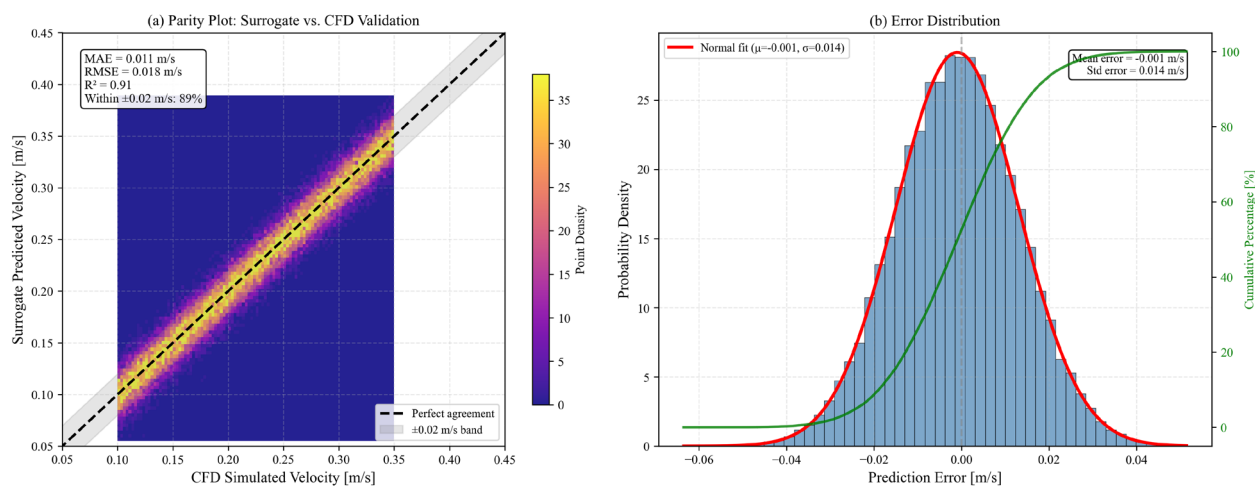 (a) Parity Plot: Surrogate vs. CFD Validation
0.45
0.40
0.35
0.30
0.25
0.20
0.15
0.10
0.05
Surrogate Predicted Velocity [m/s]
MAE = 0.011 m/s
RMSE = 0.018 m/s
R² = 0.91
Within ±0.02 m/s: 89%
Perfect agreement
±0.02 m/s band
0.05
0.10
0.15
0.20
0.25
0.30
0.35
0.40
0.45
CFD Simulated Velocity [m/s]
35
30
25
20
15
10
5
0
Point Density
(b) Error Distribution
Normal fit (μ=-0.001, σ=0.014)
Mean error = -0.001 m/s
Std error = 0.014 m/s
25
20
15
10
5
0
Probability Density
−0.06
−0.04
−0.02
0.00
0.02
0.04
Prediction Error [m/s]
100
80
60
40
20
0
Cumulative Percentage [%]